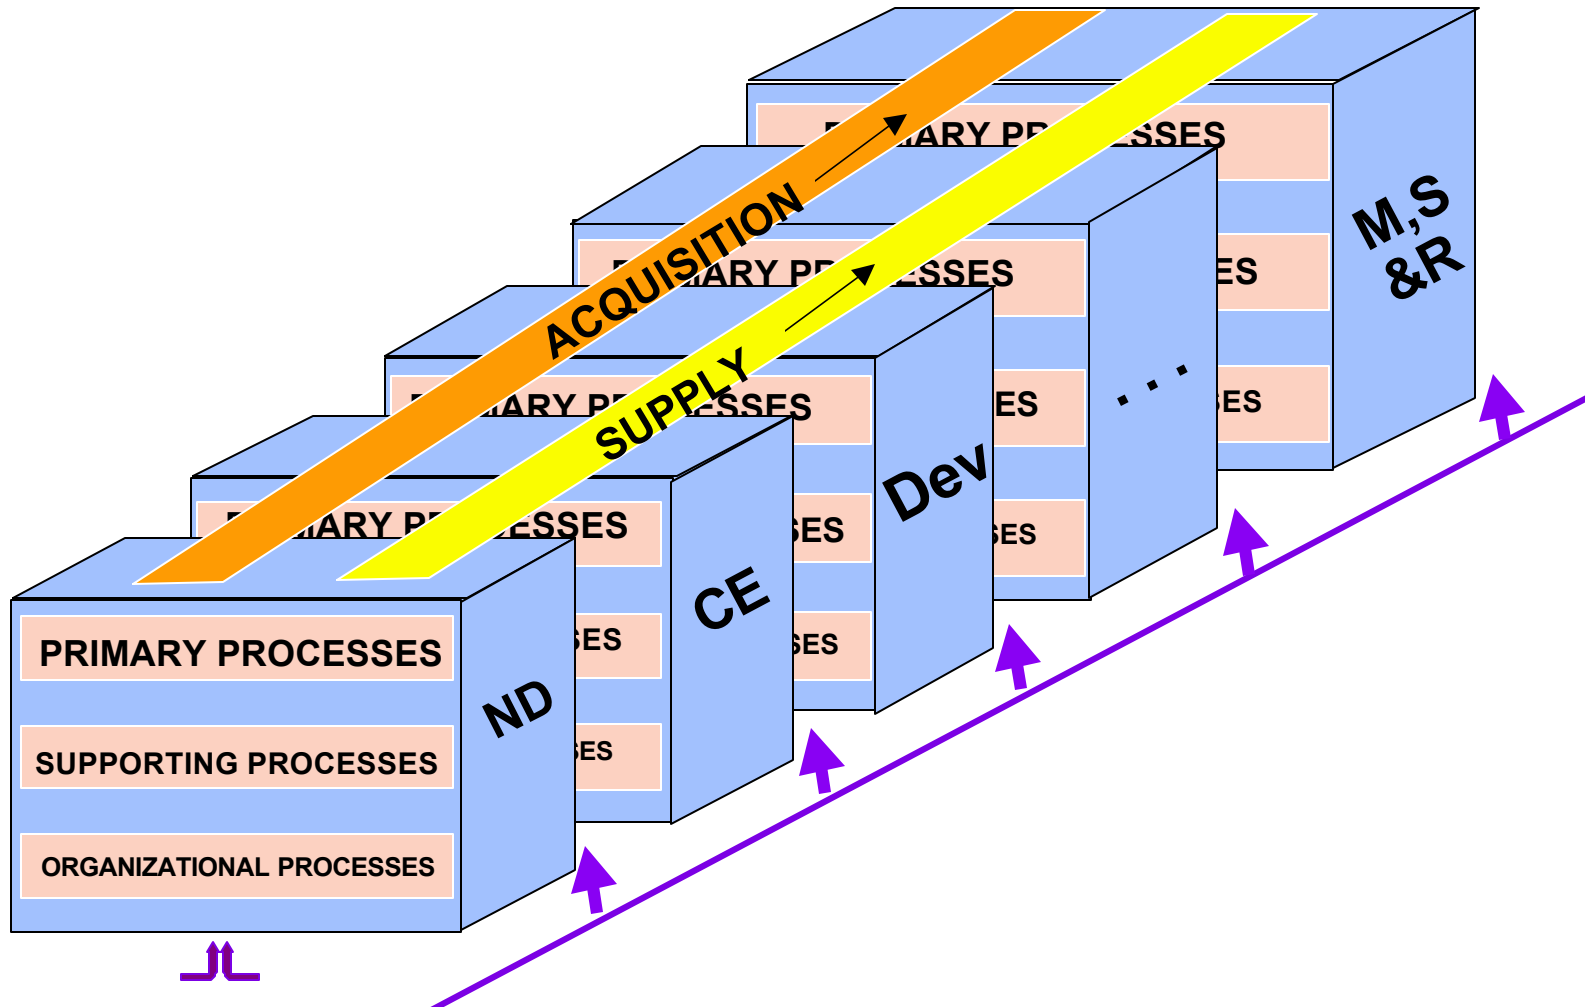 PRIMARY PROCESSES
SUPPORTING PROCESSES
ORGANIZATIONAL PROCESSES
ND
CE
Dev
. . .
M,S
&R
ACQUISITION
SUPPLY